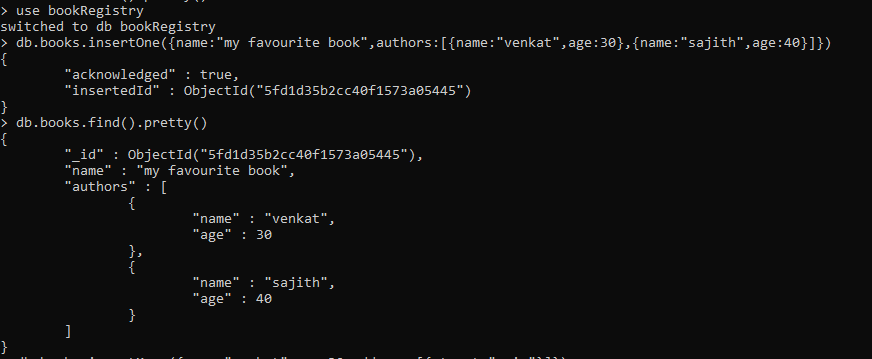 > use bookRegistry
switched to db bookRegistry
> db.books.insertOne({name:"my favourite book",authors:[{name:"venkat",age:30},{name:"sajith",age:40}]})
{
        "acknowledged" : true,
        "insertedId" : ObjectId("5fd1d35b2cc40f1573a05445")
}
> db.books.find().pretty()
{
        "_id" : ObjectId("5fd1d35b2cc40f1573a05445"),
        "name" : "my favourite book",
        "authors" : [
                {
                        "name" : "venkat",
                        "age" : 30
                },
                {
                        "name" : "sajith",
                        "age" : 40
                }
        ]
}